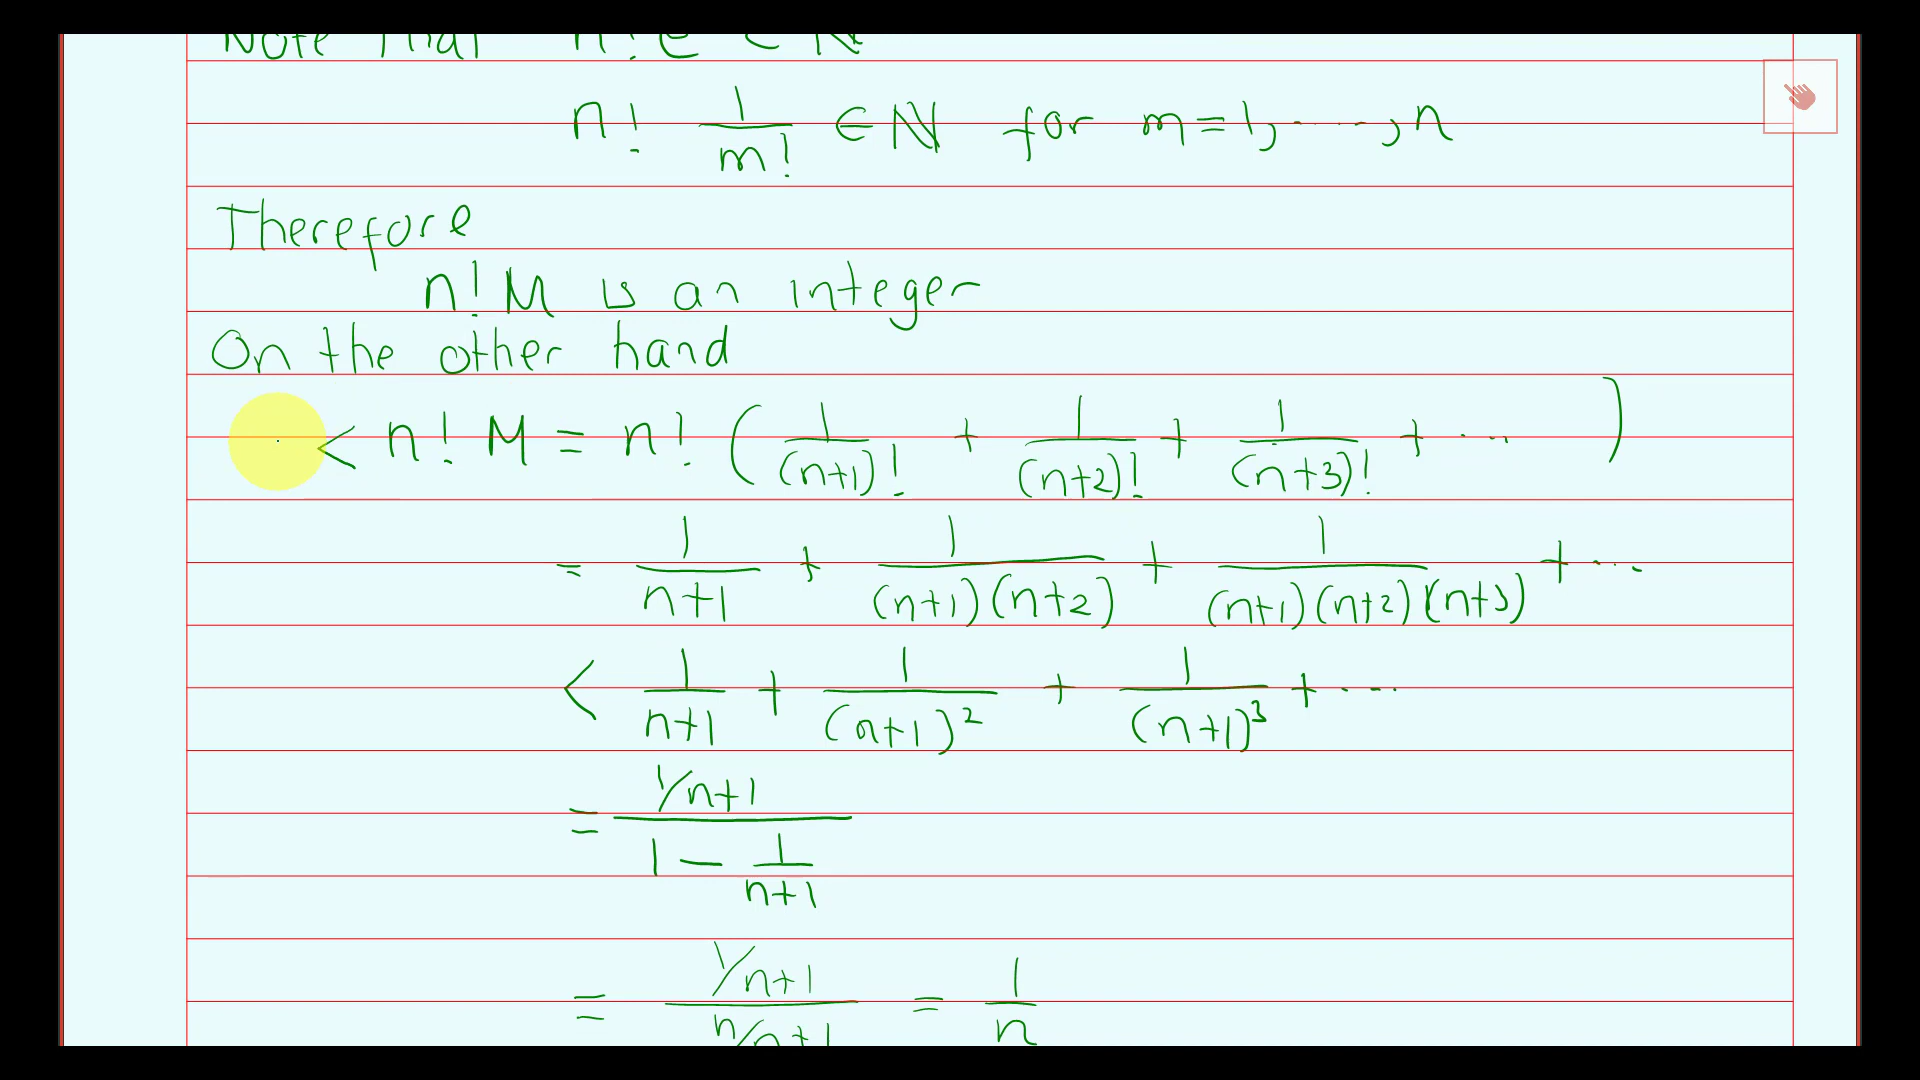 Note that n!e ∈ ℕ
n! 1/m! ∈ ℕ for m=1,....,n
Therefore
n!M is an integer
On the other hand
< n! M = n! ( 1/(n+1)! + 1/(n+2)! + 1/(n+3)! + ... )
= 1/(n+1) + 1/((n+1)(n+2)) + 1/((n+1)(n+2)(n+3)) + ...
< 1/(n+1) + 1/(n+1)² + 1/(n+1)³ + ...
= (1/n+1)/(1 - 1/(n+1))
= (1/n+1)/(n/n+1) = 1/n